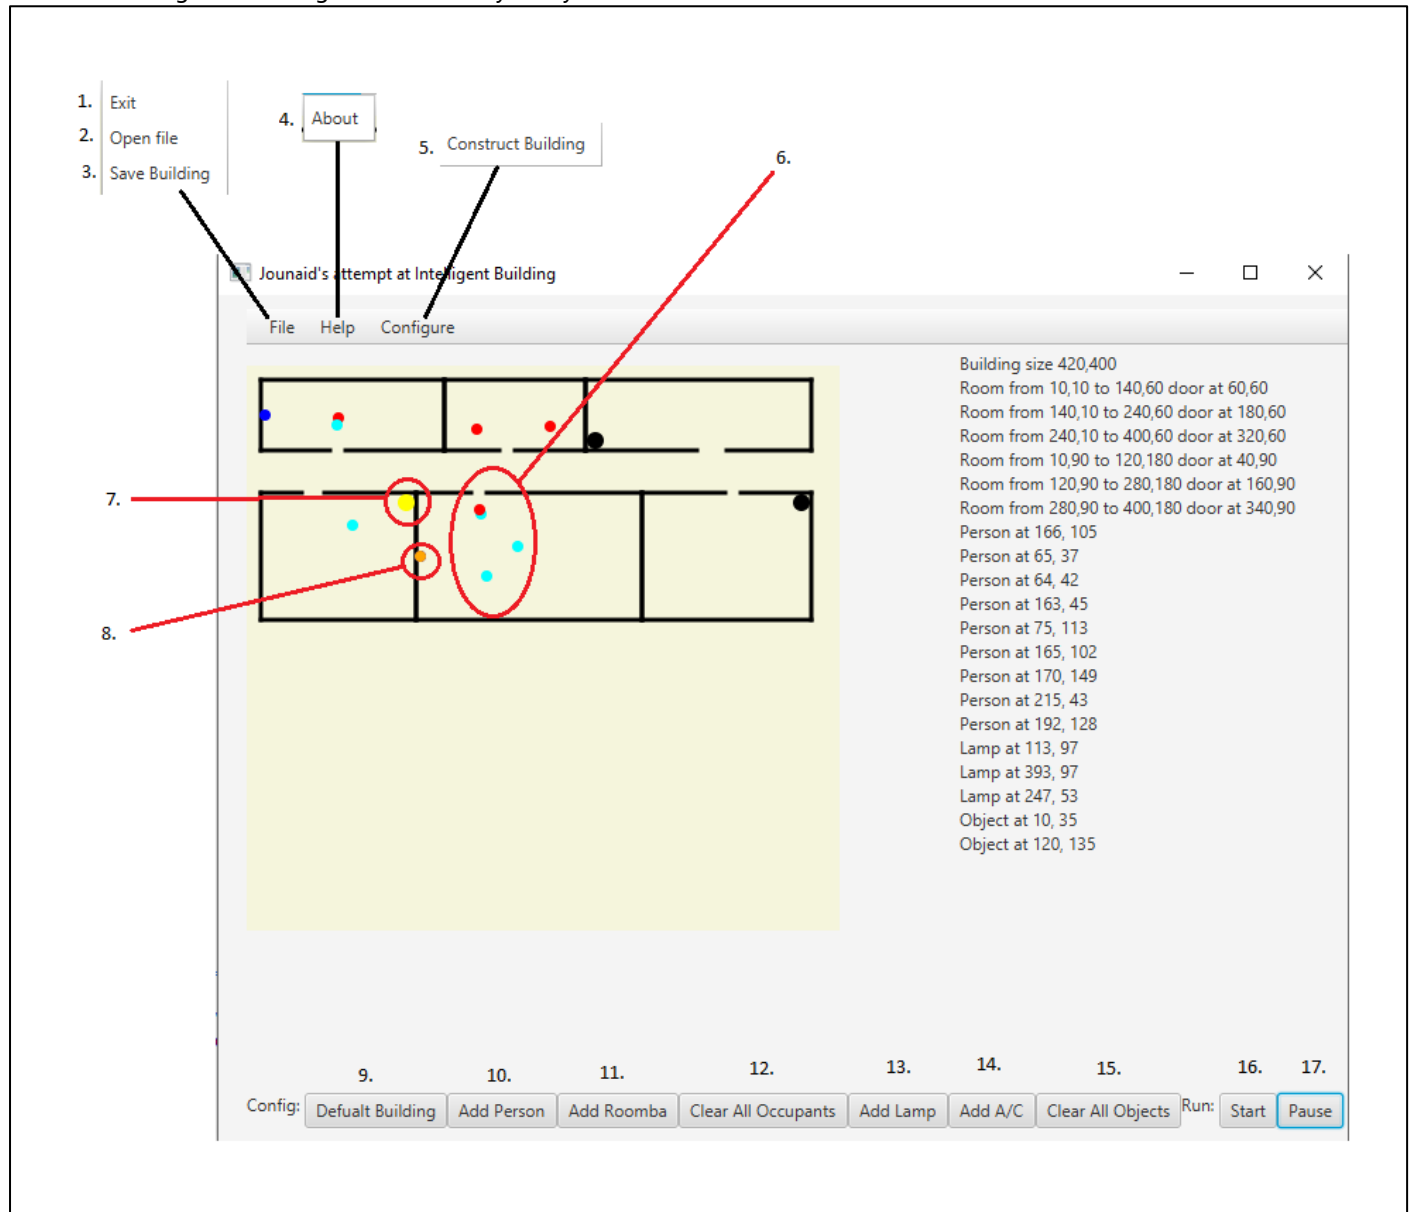 1. Exit
2. Open file
3. Save Building
4. About
5. Construct Building
6.
Jounaid's attempt at Intelligent Building
File Help Configure
Building size 420,400
Room from 10,10 to 140,60 door at 60,60
Room from 140,10 to 240,60 door at 180,60
Room from 240,10 to 400,60 door at 320,60
Room from 10,90 to 120,180 door at 40,90
Room from 120,90 to 280,180 door at 160,90
Room from 280,90 to 400,180 door at 340,90
Person at 166, 105
Person at 65, 37
Person at 64, 42
Person at 163, 45
Person at 75, 113
Person at 165, 102
Person at 170, 149
Person at 215, 43
Person at 192, 128
Lamp at 113, 97
Lamp at 393, 97
Lamp at 247, 53
Object at 10, 35
Object at 120, 135
7.
8.
9. 10. 11. 12. 13. 14. 15. 16. 17.
Config: Defualt Building Add Person Add Roomba Clear All Occupants Add Lamp Add A/C Clear All Objects Run: Start Pause